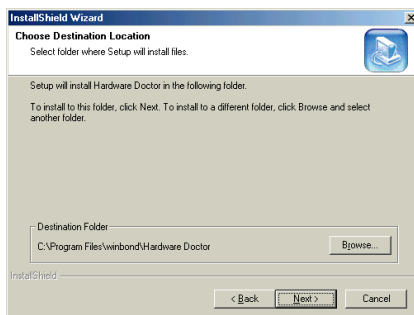 InstallShield Wizard
Choose Destination Location
Select folder where Setup will install files.
Setup will install Hardware Doctor in the following folder.
To install to this folder, click Next. To install to a different folder, click Browse and select
another folder.
Destination Folder
C:\Program Files\winbond\Hardware Doctor
Browse...
InstallShield
< Back
Next >
Cancel